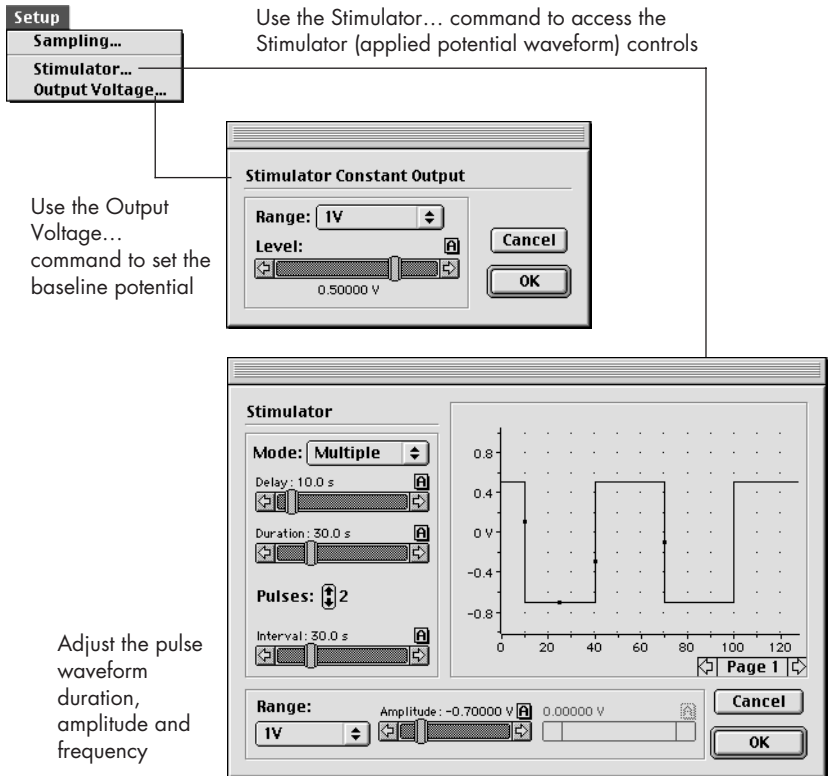 Setup
Sampling...
Stimulator...
Output Voltage...
Use the Stimulator… command to access the
Stimulator (applied potential waveform) controls
Use the Output
Voltage…
command to set the
baseline potential
Stimulator Constant Output
Range: 1V
Level: A
0.50000 V
Cancel
OK
Stimulator
Mode: Multiple
Delay: 10.0 s A
Duration: 30.0 s A
Pulses: 2
Interval: 30.0 s A
0.8
0.4
0 V
-0.4
-0.8
0 20 40 60 80 100 120
Page 1
Adjust the pulse
waveform
duration,
amplitude and
frequency
Range:
1V
Amplitude: -0.70000 V A
0.00000 V A
Cancel
OK